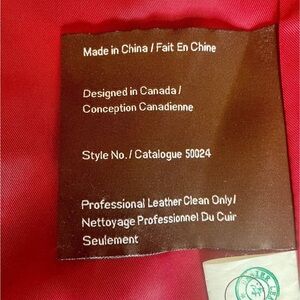 Made in China / Fait En Chine
Designed in Canada /
Conception Canadienne
Style No. / Catalogue 50024
Professional Leather Clean Only/
Nettoyage Professionnel Du Cuir
Seulement